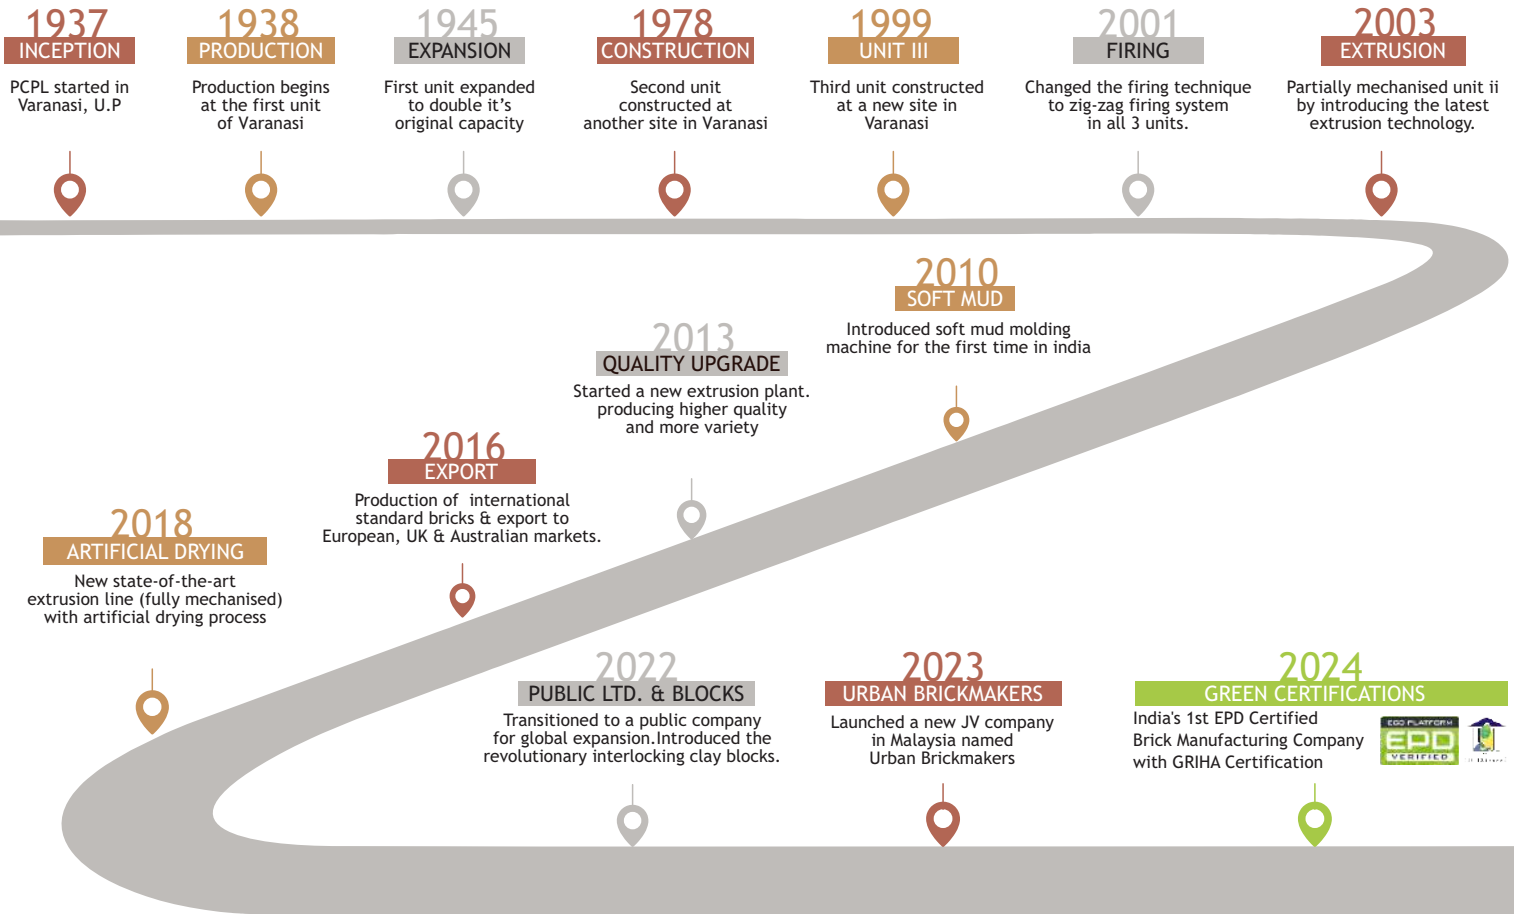 1937
INCEPTION
PCPL started in
Varanasi, U.P
1938
PRODUCTION
Production begins
at the first unit
of Varanasi
1945
EXPANSION
First unit expanded
to double it's
original capacity
1978
CONSTRUCTION
Second unit
constructed at
another site in Varanasi
1999
UNIT III
Third unit constructed
at a new site in
Varanasi
2001
FIRING
Changed the firing technique
to zig-zag firing system
in all 3 units.
2003
EXTRUSION
Partially mechanised unit ii
by introducing the latest
extrusion technology.
2010
SOFT MUD
Introduced soft mud molding
machine for the first time in india
2013
QUALITY UPGRADE
Started a new extrusion plant.
producing higher quality
and more variety
2016
EXPORT
Production of  international
standard bricks & export to
European, UK & Australian markets.
2018
ARTIFICIAL DRYING
New state-of-the-art
extrusion line (fully mechanised)
with artificial drying process
2022
PUBLIC LTD. & BLOCKS
Transitioned to a public company
for global expansion.Introduced the
revolutionary interlocking clay blocks.
2023
URBAN BRICKMAKERS
Launched a new JV company
in Malaysia named
Urban Brickmakers
2024
GREEN CERTIFICATIONS
India's 1st EPD Certified
Brick Manufacturing Company
with GRIHA Certification
PLATFORM
EPD
VERIFIED